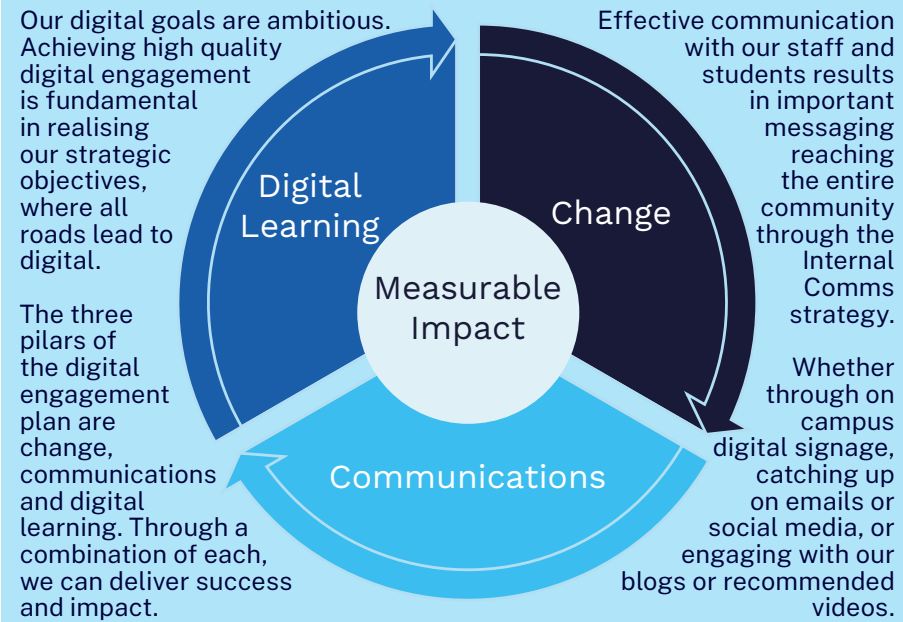 Our digital goals are ambitious.
Achieving high quality
digital engagement
is fundamental
in realising
our strategic
objectives,
where all
roads lead to
digital.
The three
pilars of
the digital
engagement
plan are
change,
communications
and digital
learning. Through a
combination of each,
we can deliver success
and impact.
Digital
Learning
Change
Measurable
Impact
Communications
Effective communication
with our staff and
students results
in important
messaging
reaching
the entire
community
through the
Internal
Comms
strategy.
Whether
through on
campus
digital signage,
catching up
on emails or
social media, or
engaging with our
blogs or recommended
videos.